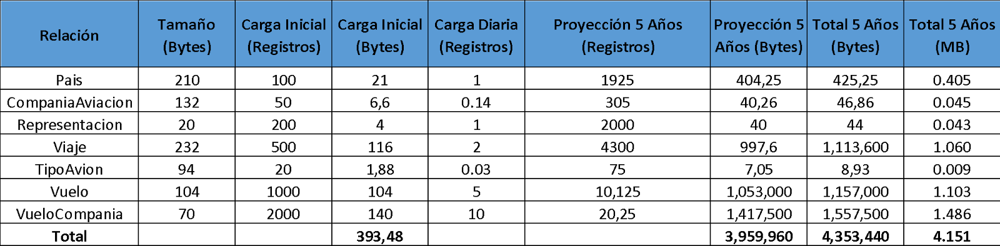 Relación Tamaño (Bytes) Carga Inicial (Registros) Carga Inicial (Bytes) Carga Diaria (Registros) Proyección 5 Años (Registros) Proyección 5 Años (Bytes) Total 5 Años (Bytes) Total 5 Años (MB)
Pais 210 100 21 1 1925 404,25 425,25 0.405
CompaniaAviacion 132 50 6,6 0.14 305 40,26 46,86 0.045
Representacion 20 200 4 1 2000 40 44 0.043
Viaje 232 500 116 2 4300 997,6 1,113,600 1.060
TipoAvion 94 20 1,88 0.03 75 7,05 8,93 0.009
Vuelo 104 1000 104 5 10,125 1,053,000 1,157,000 1.103
VueloCompania 70 2000 140 10 20,25 1,417,500 1,557,500 1.486
Total 393,48 3,959,960 4,353,440 4.151